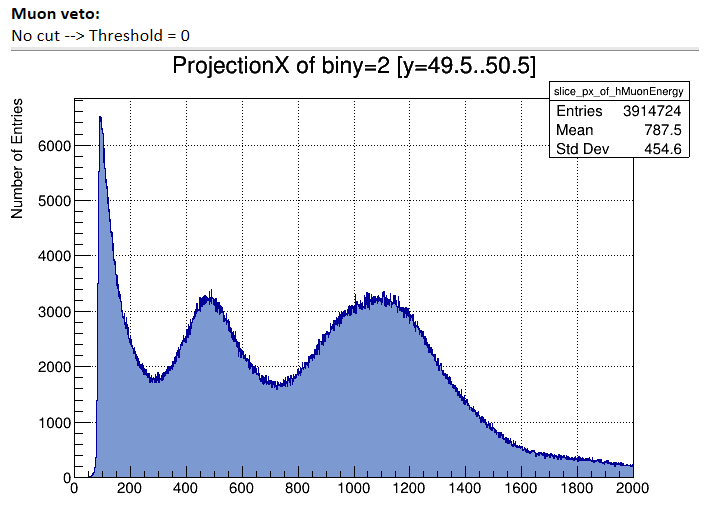 Muon veto:
No cut --> Threshold = 0
ProjectionX of biny=2 [y=49.5..50.5]
slice_px_of_hMuonEnergy
Entries 3914724
Mean 787.5
Std Dev 454.6
Number of Entries
6000
5000
4000
3000
2000
1000
0
0 200 400 600 800 1000 1200 1400 1600 1800 2000